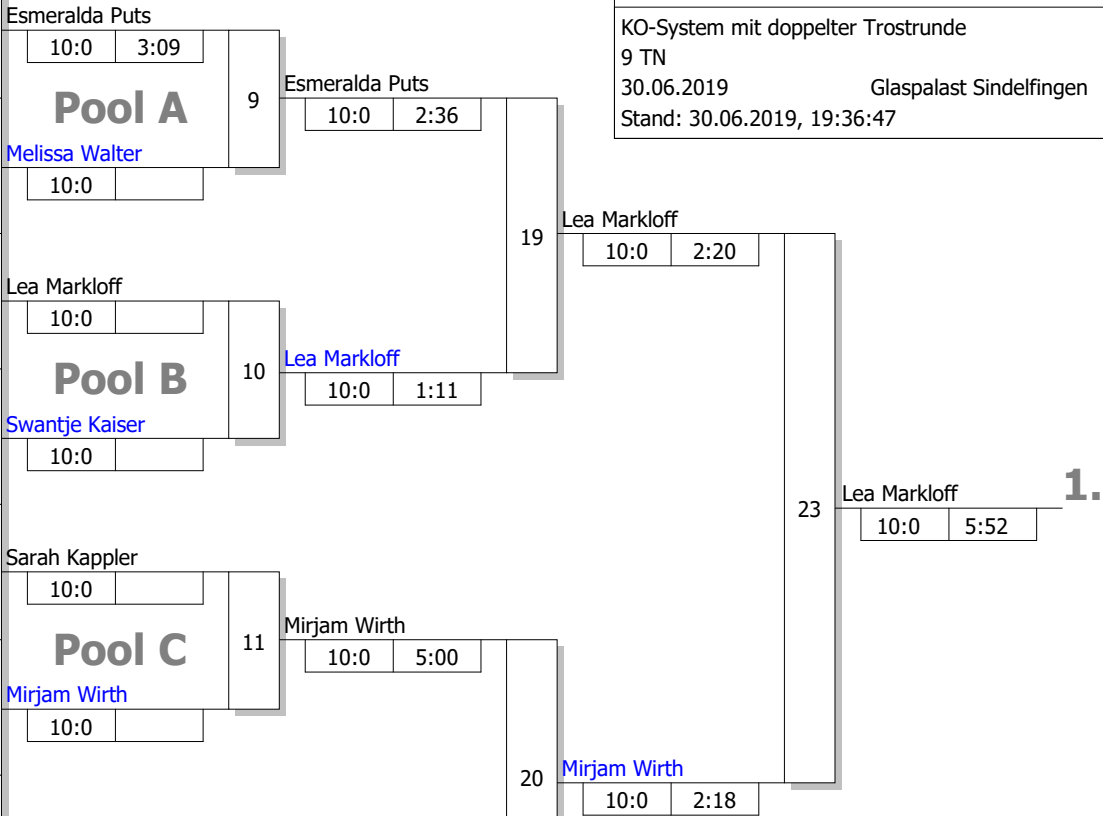 KO-System mit doppelter Trostrunde
9 TN
30.06.2019 Glaspalast Sindelfingen
Stand: 30.06.2019, 19:36:47
Esmeralda Puts
10:0 3:09
Pool A
9
Melissa Walter
10:0
Esmeralda Puts
10:0 2:36
Lea Markloff
10:0
Pool B
10
Swantje Kaiser
10:0
Lea Markloff
10:0 1:11
19
Lea Markloff
10:0 2:20
Sarah Kappler
10:0
Pool C
11
Mirjam Wirth
10:0
Mirjam Wirth
10:0 5:00
20
Mirjam Wirth
10:0 2:18
23
Lea Markloff
10:0 5:52
1.